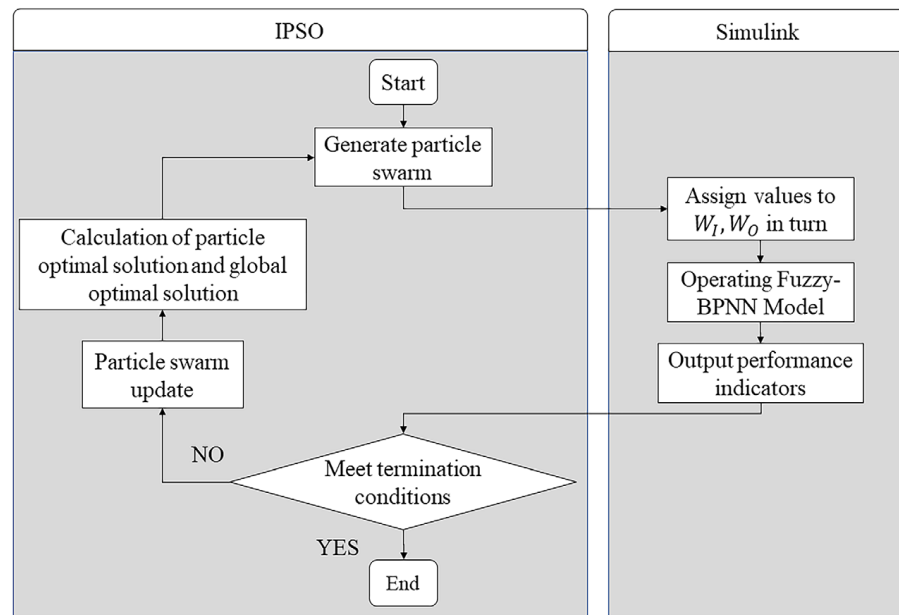 IPSO
Simulink
Start
Generate particle
swarm
Assign values to
W_I, W_O in turn
Calculation of particle
optimal solution and global
optimal solution
Operating Fuzzy-
BPNN Model
Particle swarm
update
Output performance
indicators
NO
Meet termination
conditions
YES
End